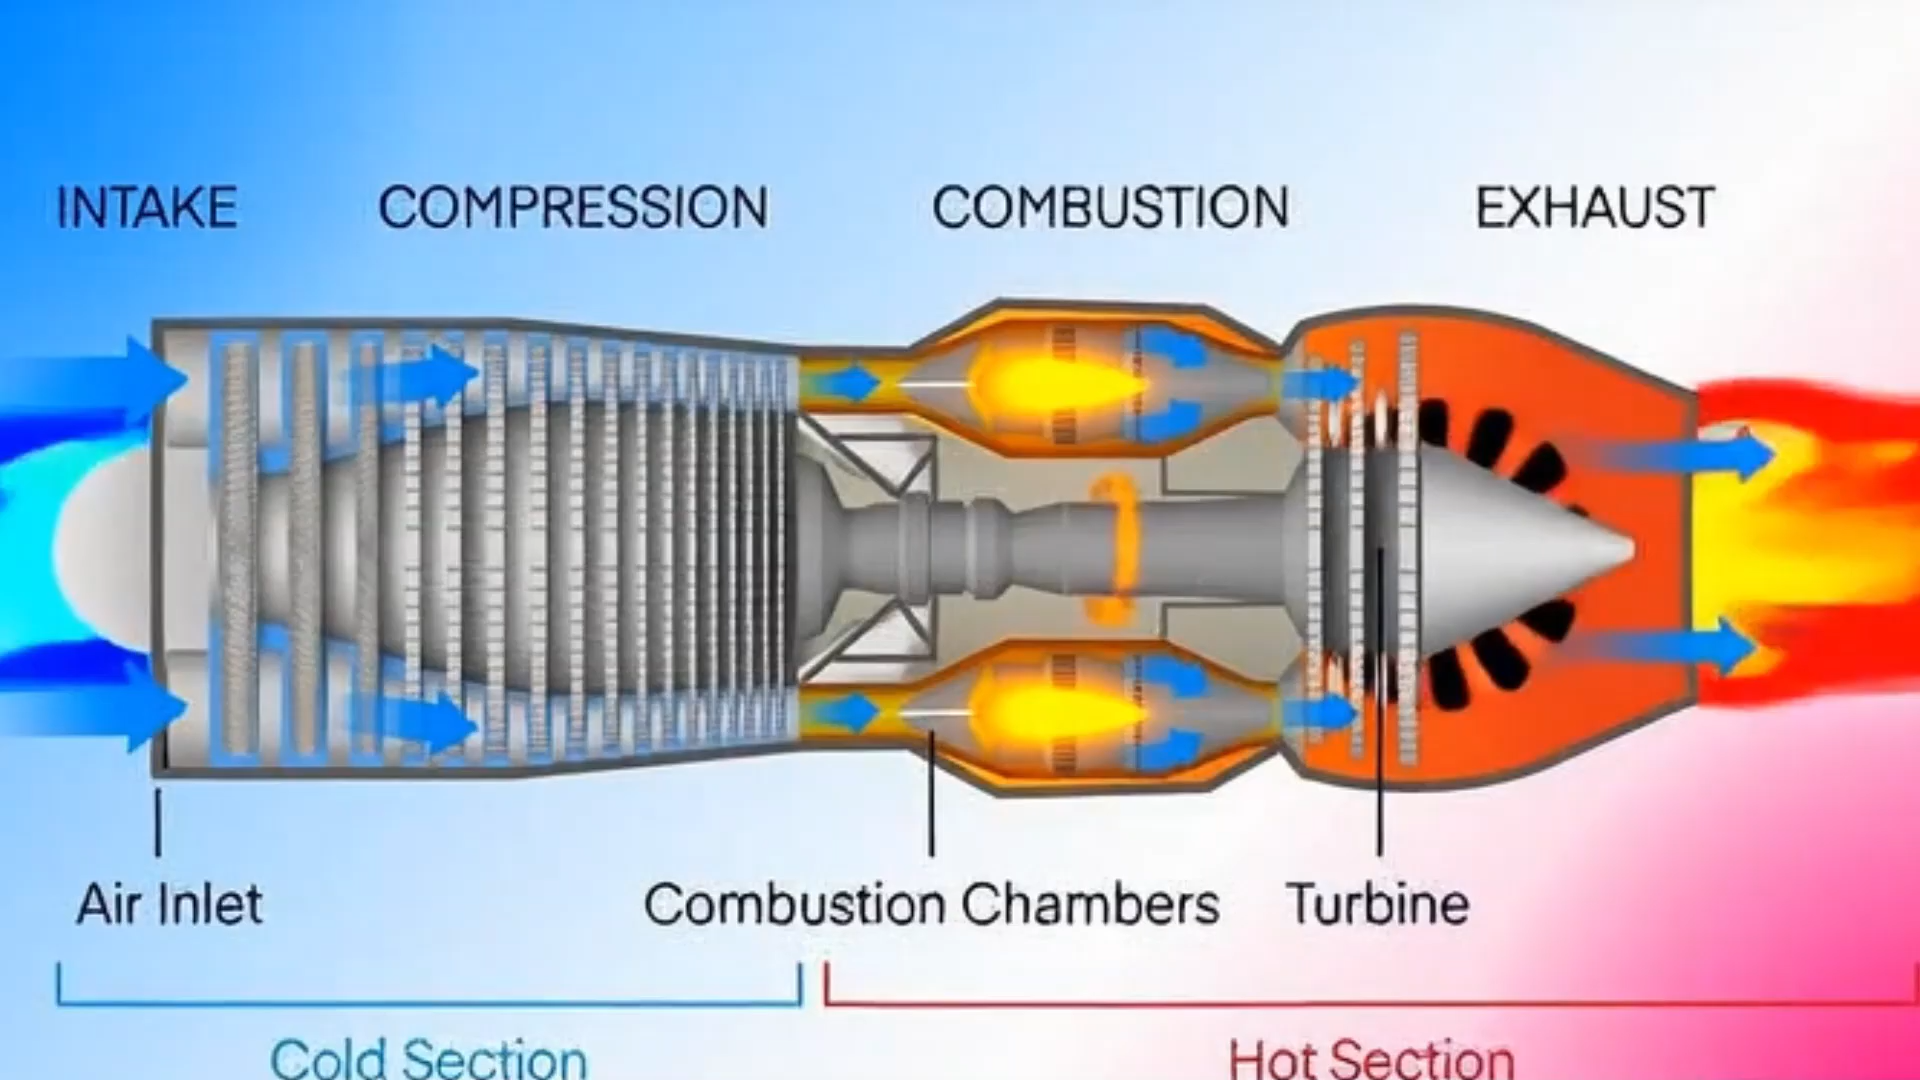 INTAKE COMPRESSION COMBUSTION EXHAUST
Air Inlet Combustion Chambers Turbine
Cold Section Hot Section